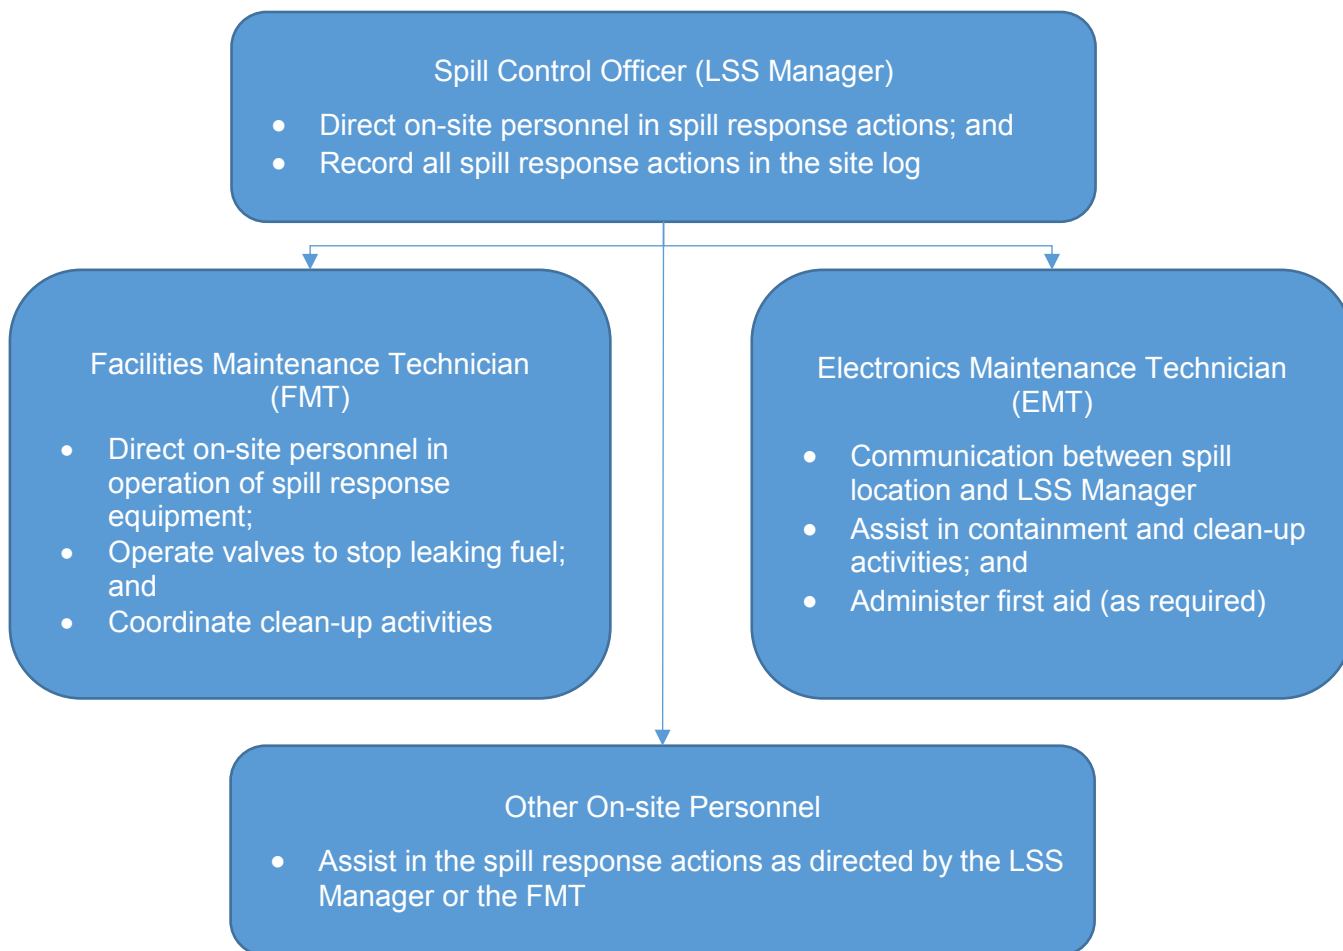 Spill Control Officer (LSS Manager)
● Direct on-site personnel in spill response actions; and
● Record all spill response actions in the site log
Facilities Maintenance Technician
(FMT)
● Direct on-site personnel in
operation of spill response
equipment;
● Operate valves to stop leaking fuel;
and
● Coordinate clean-up activities
Electronics Maintenance Technician
(EMT)
● Communication between spill
location and LSS Manager
● Assist in containment and clean-up
activities; and
● Administer first aid (as required)
Other On-site Personnel
● Assist in the spill response actions as directed by the LSS
Manager or the FMT